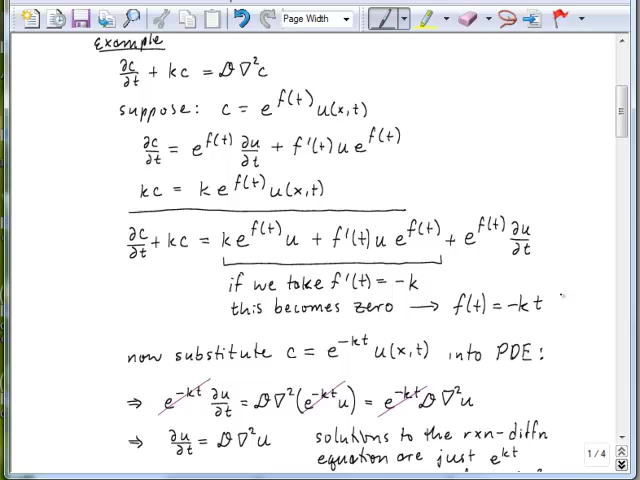 Page Width
Example
∂c/∂t + kc = D∇²c
suppose: c = e^f(t) u(x,t)
∂c/∂t = e^f(t) ∂u/∂t + f'(t) u e^f(t)
kc = k e^f(t) u(x,t)
∂c/∂t + kc = k e^f(t) u + f'(t) u e^f(t) + e^f(t) ∂u/∂t
if we take f'(t) = -k
this becomes zero → f(t) = -kt
now substitute c = e^-kt u(x,t) into PDE:
⇒ e^-kt ∂u/∂t = D∇²(e^-kt u) = e^-kt D∇²u
⇒ ∂u/∂t = D∇²u solutions to the rxn-diffn
equation are just e^kt
1/4